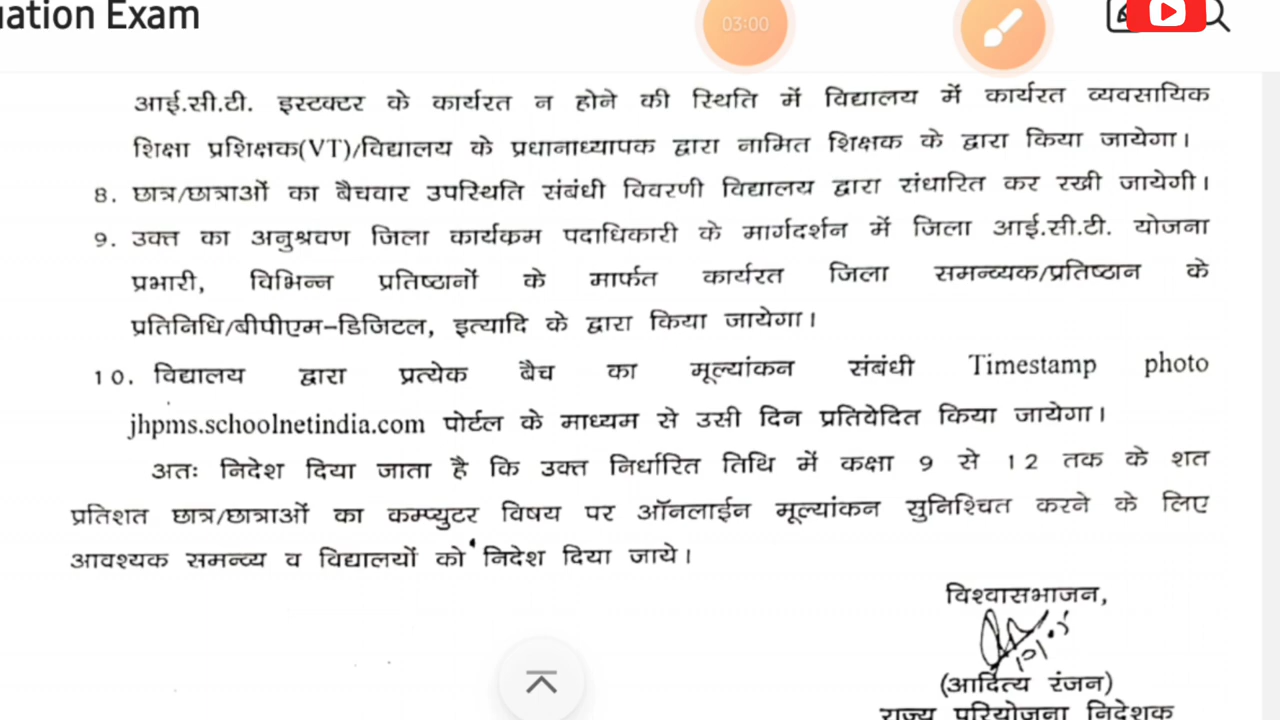 uation Exam
03:00
आई.सी.टी. इंस्टक्टर के कार्यरत न होने की स्थिति में विद्यालय में कार्यरत व्यवसायिक
शिक्षा प्रशिक्षक(VT)/विद्यालय के प्रधानाध्यापक द्वारा नामित शिक्षक के द्वारा किया जायेगा।
8. छात्र/छात्राओं का बैचवार उपस्थिति संबंधी विवरणी विद्यालय द्वारा संधारित कर रखी जायेगी।
9. उक्त का अनुश्रवण जिला कार्यक्रम पदाधिकारी के मार्गदर्शन में जिला आई.सी.टी. योजना
प्रभारी, विभिन्न प्रतिष्ठानों के मार्फत कार्यरत जिला समन्व्यक/प्रतिष्ठान के
प्रतिनिधि/बीपीएम-डिजिटल, इत्यादि के द्वारा किया जायेगा।
10. विद्यालय द्वारा प्रत्येक बैच का मूल्यांकन संबंधी Timestamp photo
jhpms.schoolnetindia.com पोर्टल के माध्यम से उसी दिन प्रतिवेदित किया जायेगा।
अतः निदेश दिया जाता है कि उक्त निर्धारित तिथि में कक्षा 9 से 12 तक के शत
प्रतिशत छात्र/छात्राओं का कम्प्युटर विषय पर ऑनलाईन मूल्यांकन सुनिश्चित करने के लिए
आवश्यक समन्व्य व विद्यालयों को निदेश दिया जाये।
विश्वासभाजन,
(आदित्य रंजन)
राज्य परियोजना निदेशक